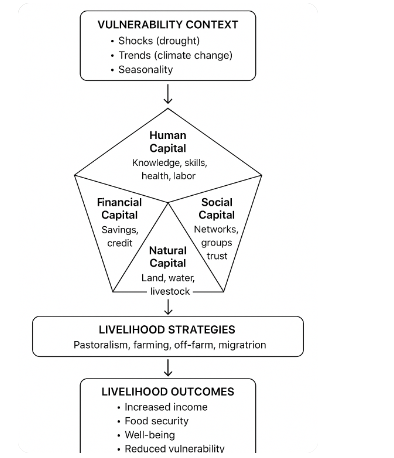 VULNERABILITY CONTEXT
• Shocks (drought)
• Trends (climate change)
• Seasonality
Human
Capital
Knowledge, skills,
health, labor
Financial
Capital
Savings,
credit
Social
Capital
Networks,
groups
trust
Natural
Capital
Land, water,
livestock
LIVELIHOOD STRATEGIES
Pastoralism, farming, off-farm, migratrion
LIVELIHOOD OUTCOMES
• Increased income
• Food security
• Well-being
• Reduced vulnerability